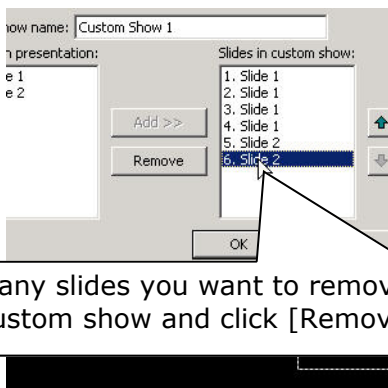 ow name: Custom Show 1
presentation:
Slides in custom show:
e 1
e 2
1. Slide 1
2. Slide 1
3. Slide 1
4. Slide 1
5. Slide 2
6. Slide 2
Add >>
Remove
OK
any slides you want to remov
ustom show and click [Remov